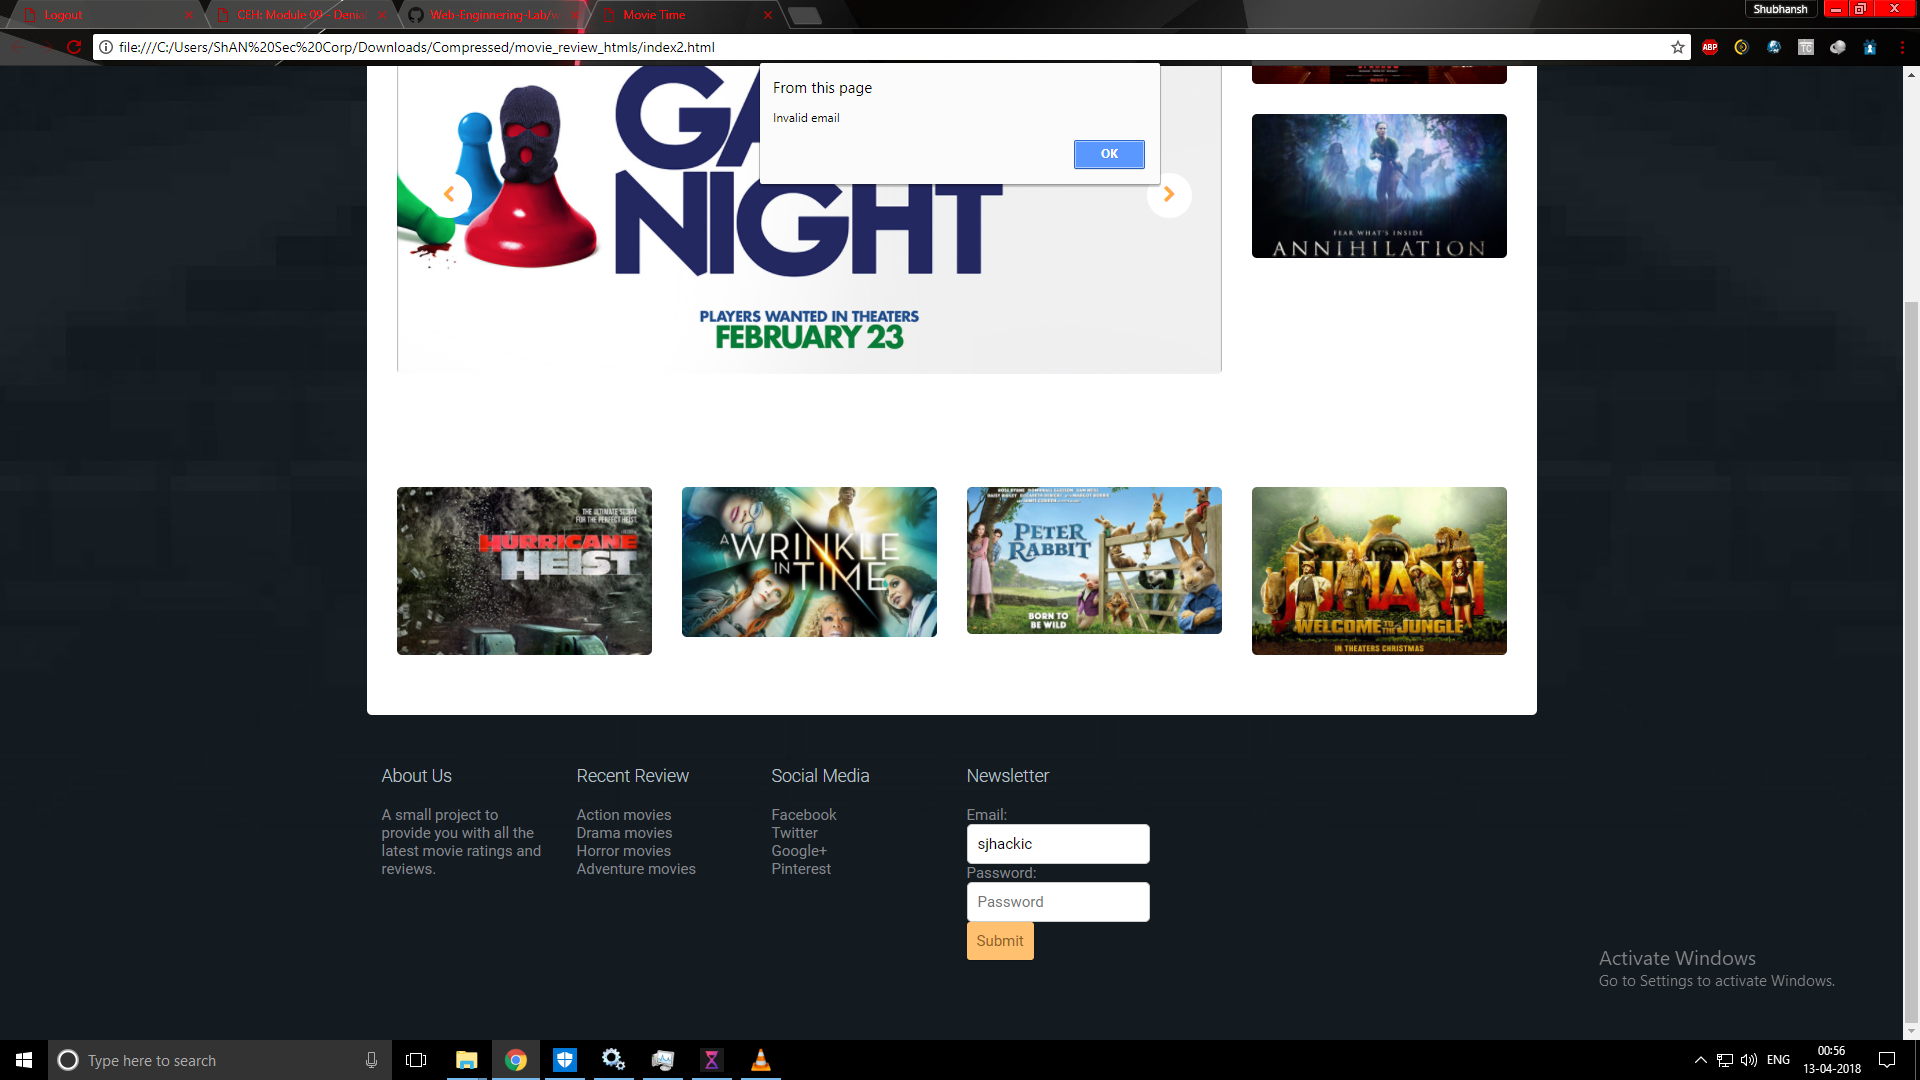 Logout
CEH: Module 09 - Denial
Web-Enginnering-Lab/w
Movie Time
Shubhansh
file:///C:/Users/ShAN%20Sec%20Corp/Downloads/Compressed/movie_review_htmls/index2.html
ABP
TC
From this page
Invalid email
OK
GA
NIGHT
PLAYERS WANTED IN THEATERS
FEBRUARY 23
FEAR WHAT'S INSIDE
ANNIHILATION
THE ULTIMATE STORM
FOR THE PERFECT HEIST
HURRICANE
HEIST
A WRINKLE
IN TIME
PETER
RABBIT
BORN TO
BE WILD
JUMANJI
WELCOME TO THE JUNGLE
IN THEATERS CHRISTMAS
About Us
A small project to
provide you with all the
latest movie ratings and
reviews.
Recent Review
Action movies
Drama movies
Horror movies
Adventure movies
Social Media
Facebook
Twitter
Google+
Pinterest
Newsletter
Email:
sjhackic
Password:
Password
Submit
Activate Windows
Go to Settings to activate Windows.
Type here to search
ENG
00:56
13-04-2018